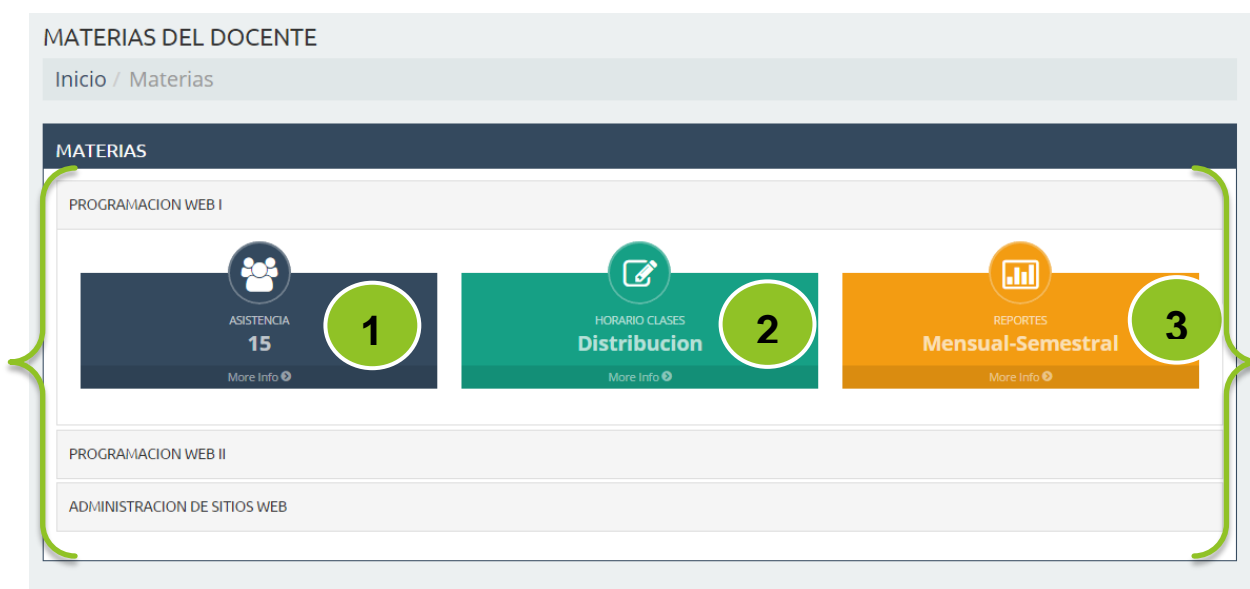 MATERIAS DEL DOCENTE
Inicio / Materias
MATERIAS
PROGRAMACION WEB I
ASISTENCIA
15
More Info
1
HORARIO CLASES
Distribucion
More Info
2
REPORTES
Mensual-Semestral
More Info
3
PROGRAMACION WEB II
ADMINISTRACION DE SITIOS WEB